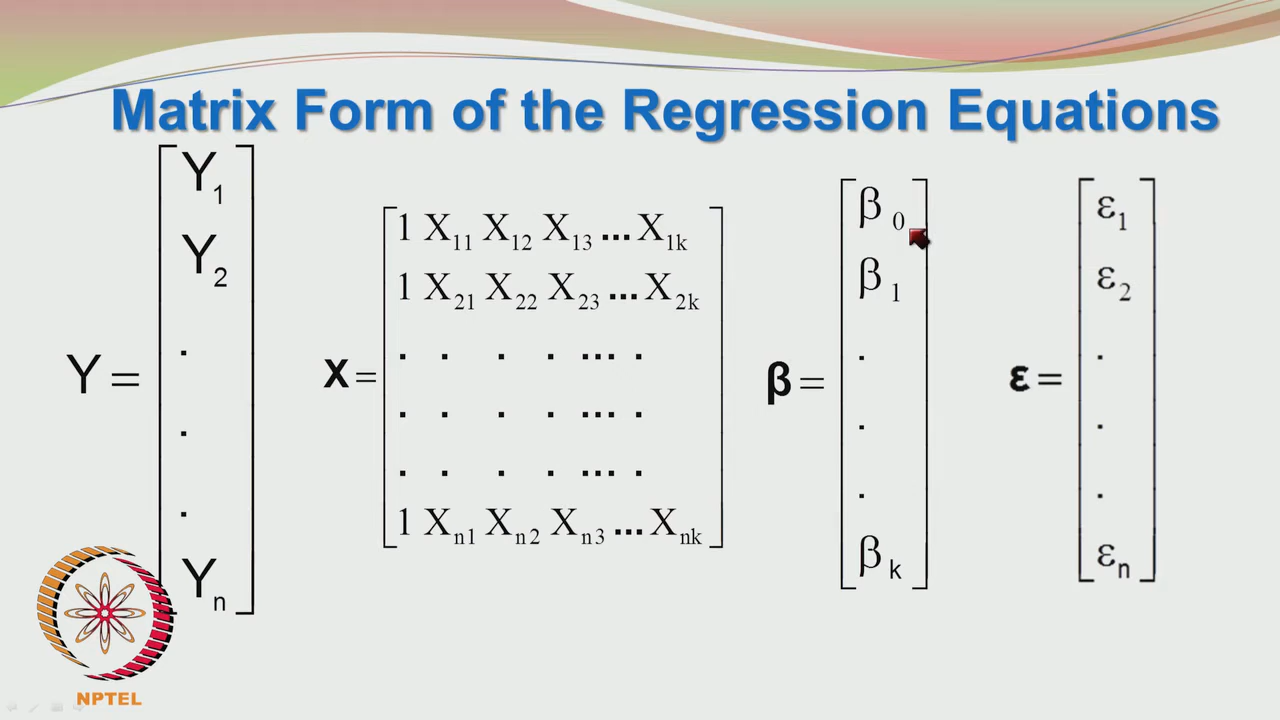 Matrix Form of the Regression Equations
Y = [ Y₁
Y₂
.
.
.
Yₙ ]
X = [ 1 X₁₁ X₁₂ X₁₃ ... X₁ₖ
1 X₂₁ X₂₂ X₂₃ ... X₂ₖ
. . . . ... .
. . . . ... .
. . . . ... .
1 Xₙ₁ Xₙ₂ Xₙ₃ ... Xₙₖ ]
β = [ β₀
β₁
.
.
.
βₖ ]
ε = [ ε₁
ε₂
.
.
.
εₙ ]
NPTEL